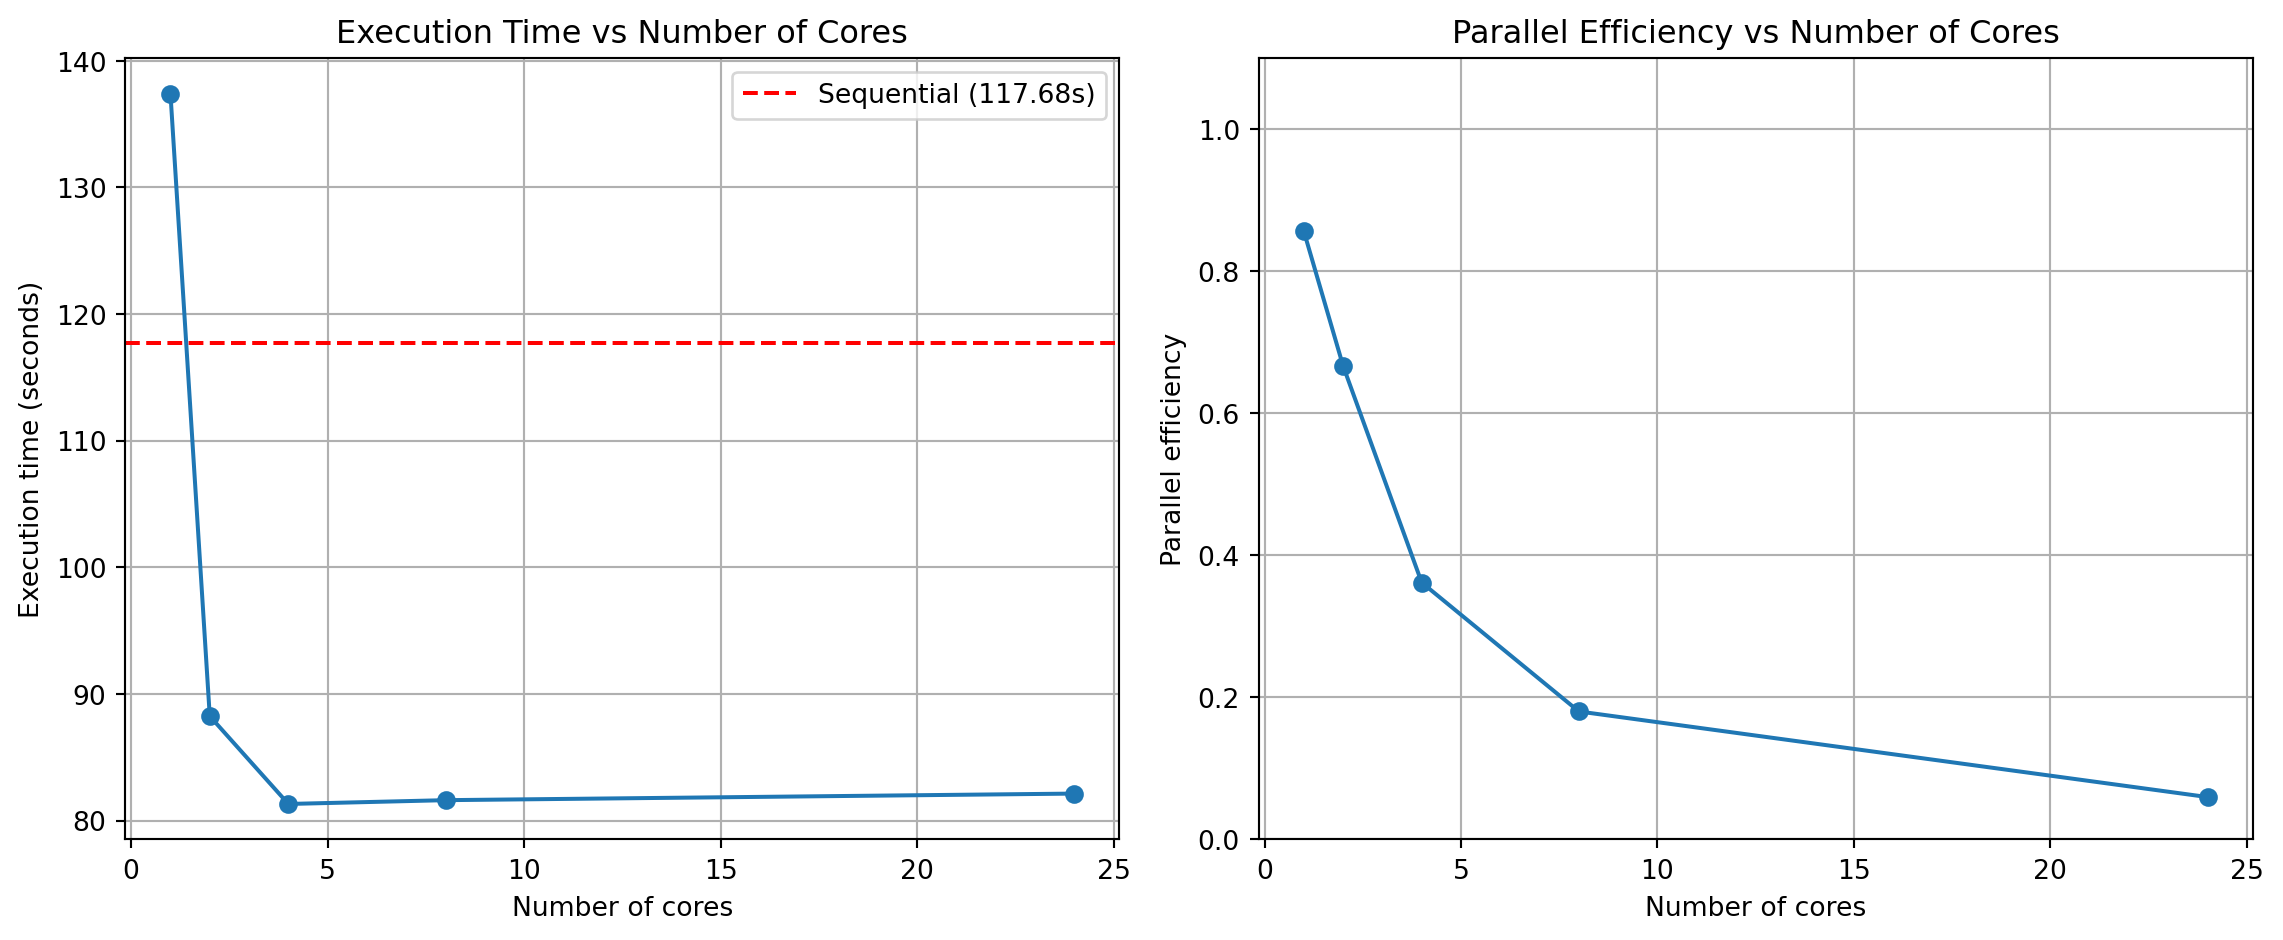 Execution Time vs Number of Cores
140
130
120
110
100
90
80
Execution time (seconds)
Sequential (117.68s)
0 5 10 15 20 25
Number of cores
Parallel Efficiency vs Number of Cores
1.0
0.8
0.6
0.4
0.2
0.0
Parallel efficiency
0 5 10 15 20 25
Number of cores